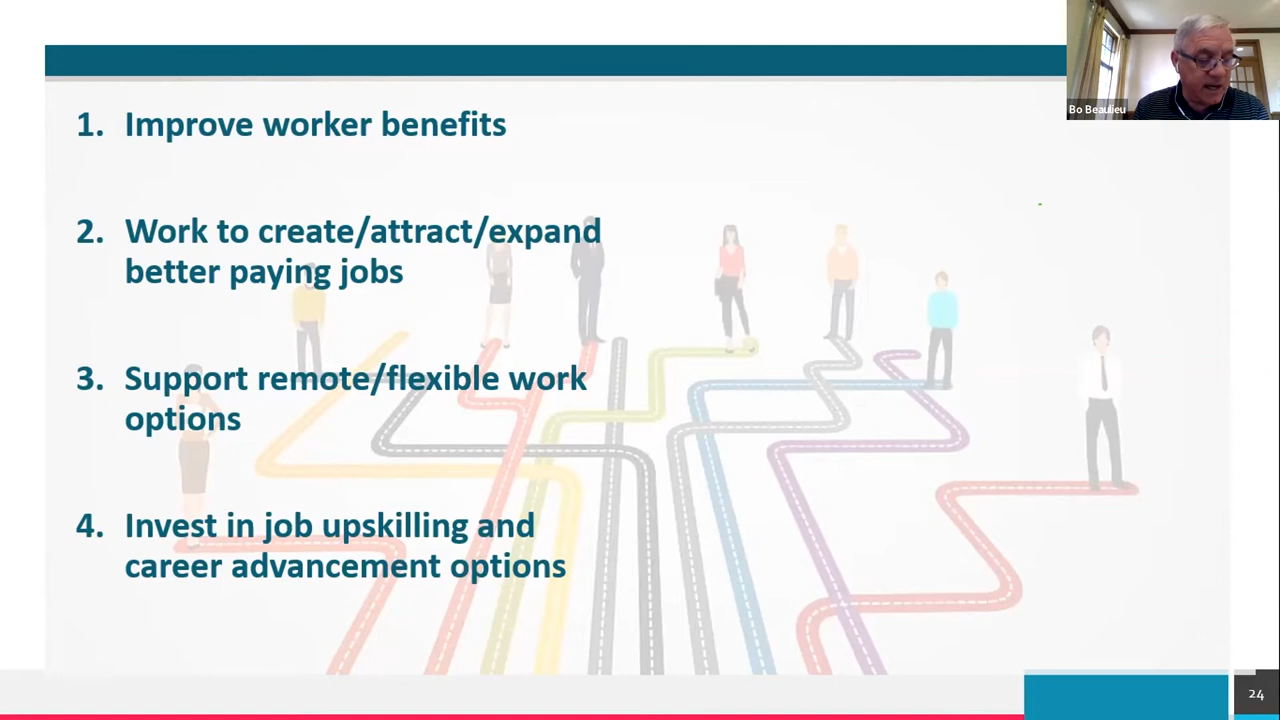 Bo Beaulieu
1. Improve worker benefits
2. Work to create/attract/expand
better paying jobs
3. Support remote/flexible work
options
4. Invest in job upskilling and
career advancement options
24